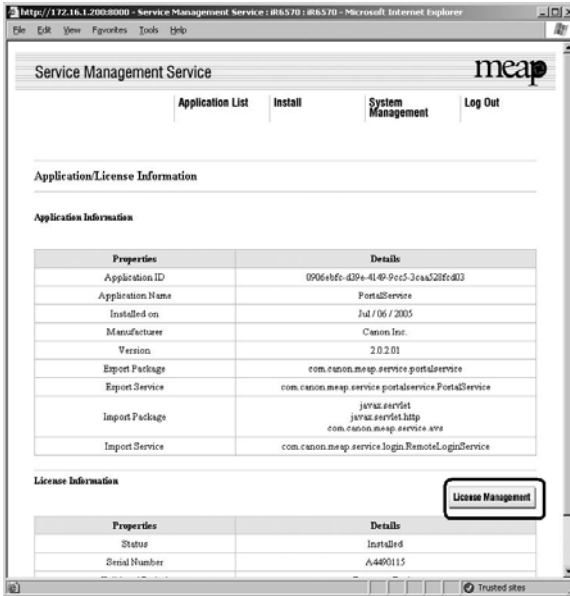 http://172.16.1.200:8000 - Service Management Service : iR6570 : iR6570 - Microsoft Internet Explorer
File Edit View Favorites Tools Help
Service Management Service
meap
Application List Install System Management Log Out
Application/License Information
Application Information
Properties Details
Application ID 0906ebfc-d39e-4149-9cc5-3caa528fcd03
Application Name PortalService
Installed on Jul / 06 / 2005
Manufacturer Canon Inc.
Version 2.0.2.01
Export Package com.canon.meap.service.portalservice
Export Service com.canon.meap.service.portalservice.PortalService
Import Package javax.servlet
javax.servlet.http
com.canon.meap.service.avs
Import Service com.canon.meap.service.login.RemoteLoginService
License Information
License Management
Properties Details
Status Installed
Serial Number A4490115
Trusted sites